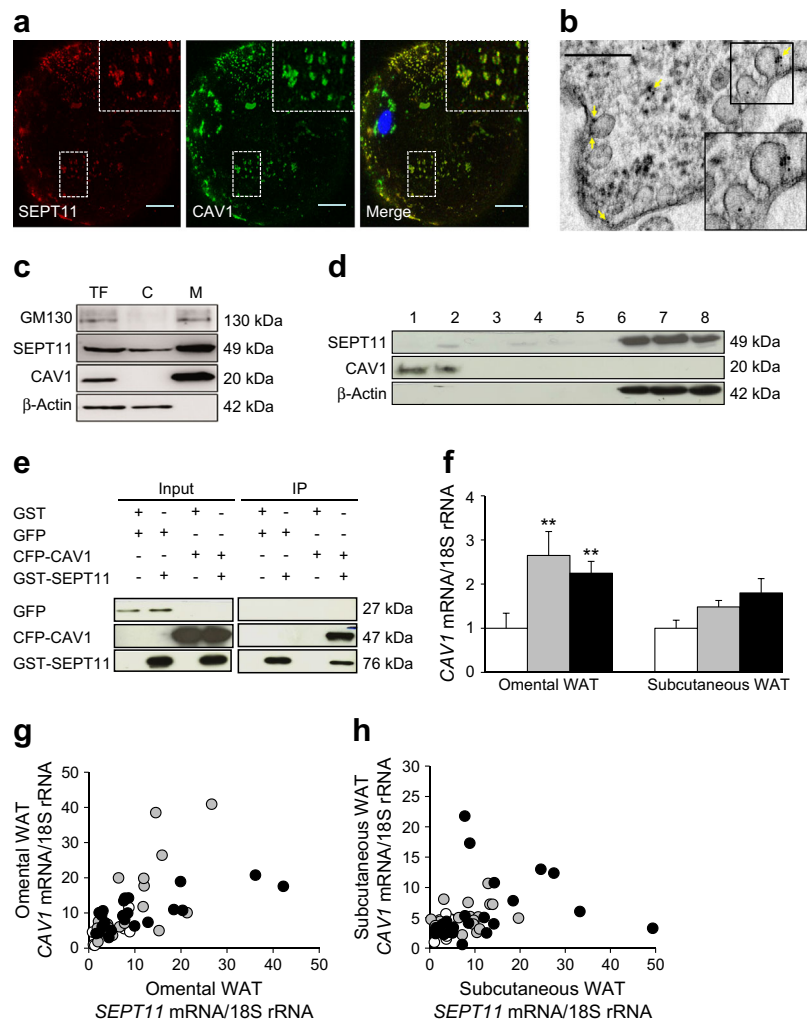 a
SEPT11
CAV1
Merge
b
c
TF C M
GM130 130 kDa
SEPT11 49 kDa
CAV1 20 kDa
β-Actin 42 kDa
d
1 2 3 4 5 6 7 8
SEPT11 49 kDa
CAV1 20 kDa
β-Actin 42 kDa
e
Input IP
GST + - + - + - + -
GFP + + - - + + - -
CFP-CAV1 - - + + - - + +
GST-SEPT11 - + - + - + - +
GFP 27 kDa
CFP-CAV1 47 kDa
GST-SEPT11 76 kDa
f
CAV1 mRNA/18S rRNA
4
3
2
1
0
** **
Omental WAT Subcutaneous WAT
g
Omental WAT
CAV1 mRNA/18S rRNA
50
40
30
20
10
0
0 10 20 30 40 50
Omental WAT
SEPT11 mRNA/18S rRNA
h
Subcutaneous WAT
CAV1 mRNA/18S rRNA
30
25
20
15
10
5
0
0 10 20 30 40 50
Subcutaneous WAT
SEPT11 mRNA/18S rRNA